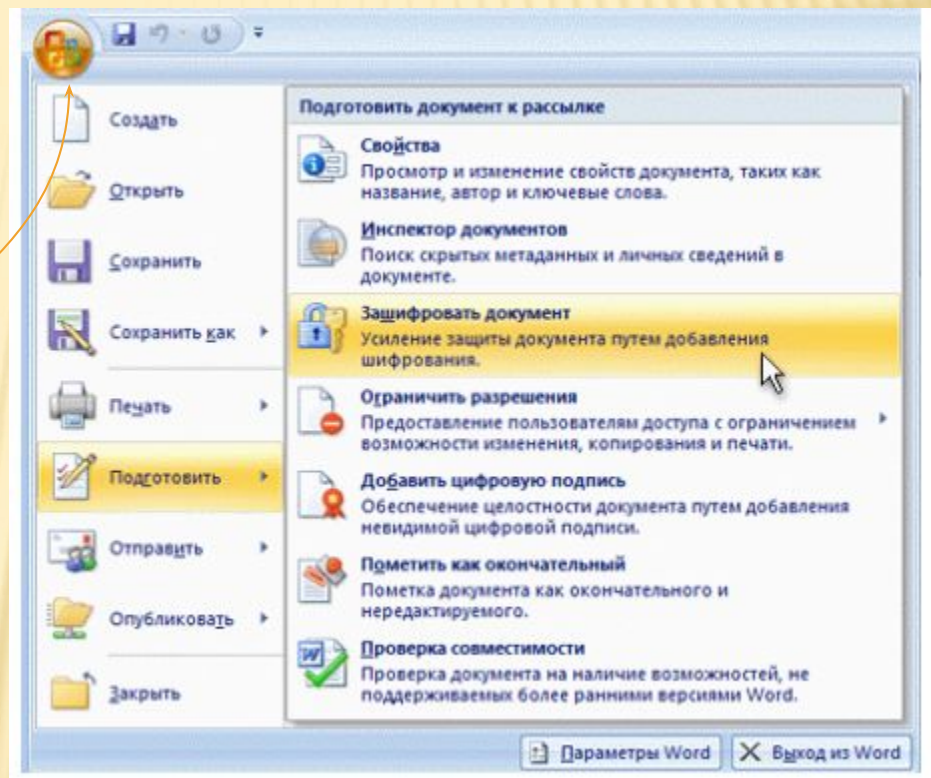 Создать
Открыть
Сохранить
Сохранить как
Печать
Подготовить
Отправить
Опубликовать
Закрыть
Подготовить документ к рассылке
Свойства
Просмотр и изменение свойств документа, таких как
название, автор и ключевые слова.
Инспектор документов
Поиск скрытых метаданных и личных сведений в
документе.
Зашифровать документ
Усиление защиты документа путем добавления
шифрования.
Ограничить разрешения
Предоставление пользователям доступа с ограничением
возможности изменения, копирования и печати.
Добавить цифровую подпись
Обеспечение целостности документа путем добавления
невидимой цифровой подписи.
Пометить как окончательный
Пометка документа как окончательного и
нередактируемого.
Проверка совместимости
Проверка документа на наличие возможностей, не
поддерживаемых более ранними версиями Word.
Параметры Word
Выход из Word